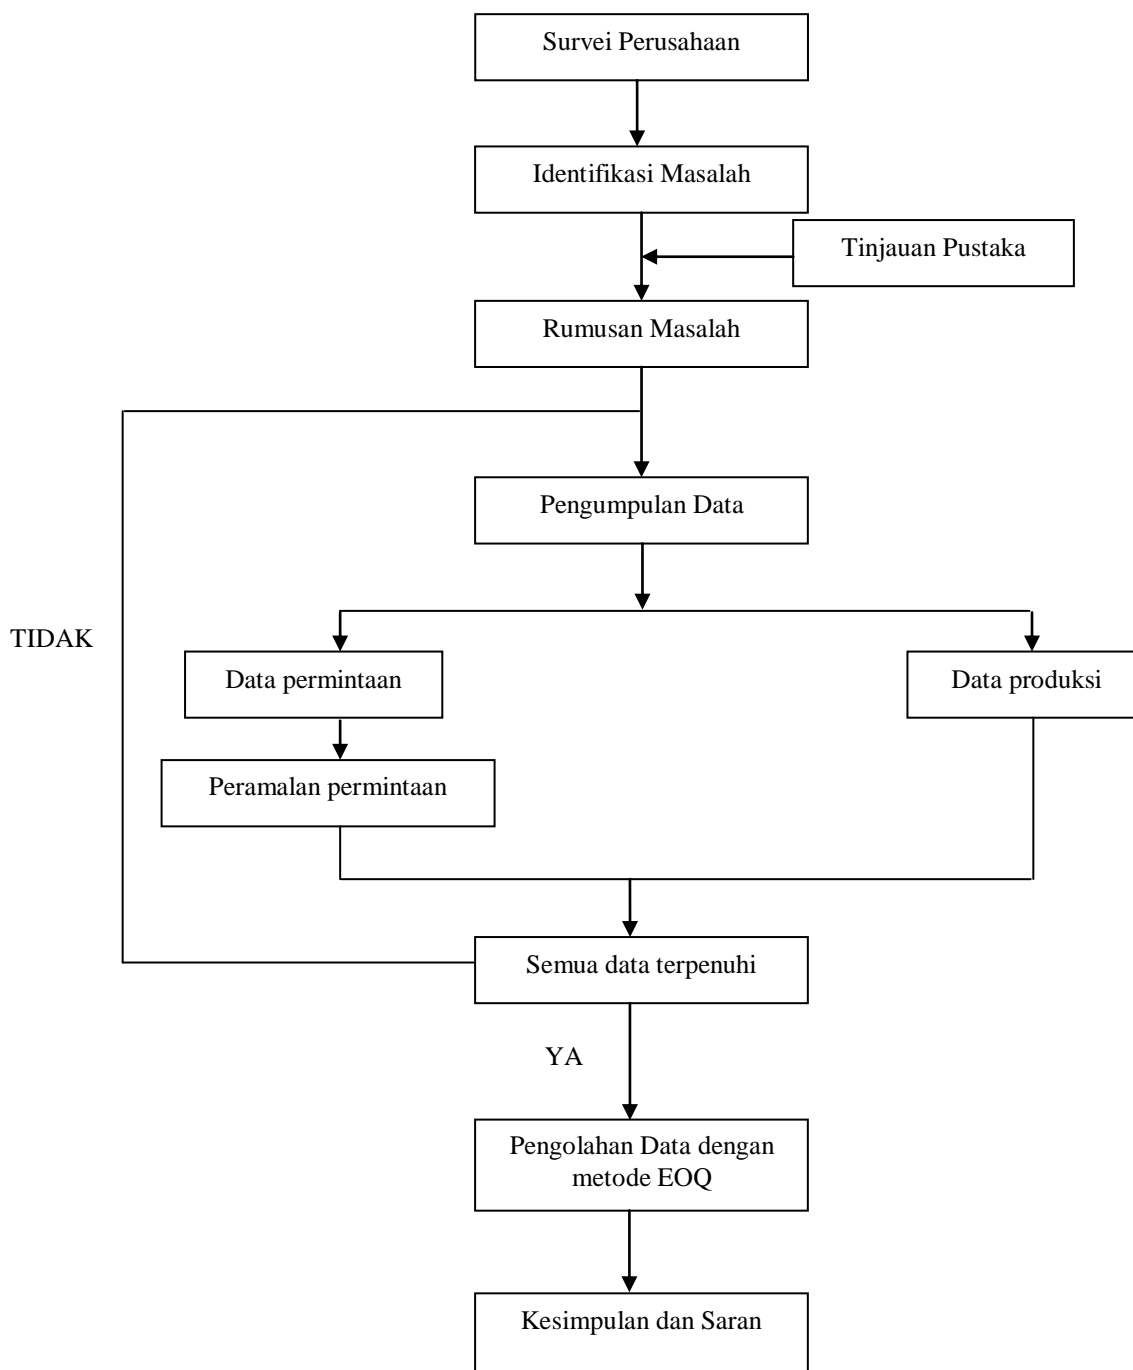 Survei Perusahaan
Identifikasi Masalah
Tinjauan Pustaka
Rumusan Masalah
Pengumpulan Data
TIDAK
Data permintaan
Data produksi
Peramalan permintaan
Semua data terpenuhi
YA
Pengolahan Data dengan
metode EOQ
Kesimpulan dan Saran